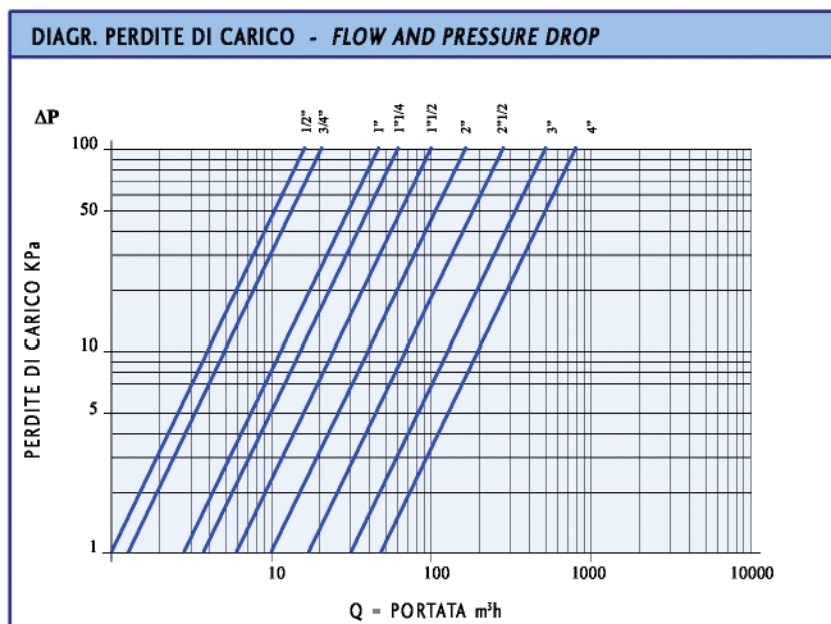 DIAGR. PERDITE DI CARICO - FLOW AND PRESSURE DROP
ΔP
1/2” 3/4” 1” 1”1/4 1”1/2 2” 2”1/2 3” 4”
100
50
10
5
1
PERDITE DI CARICO KPa
10 100 1000 10000
Q = PORTATA m³h